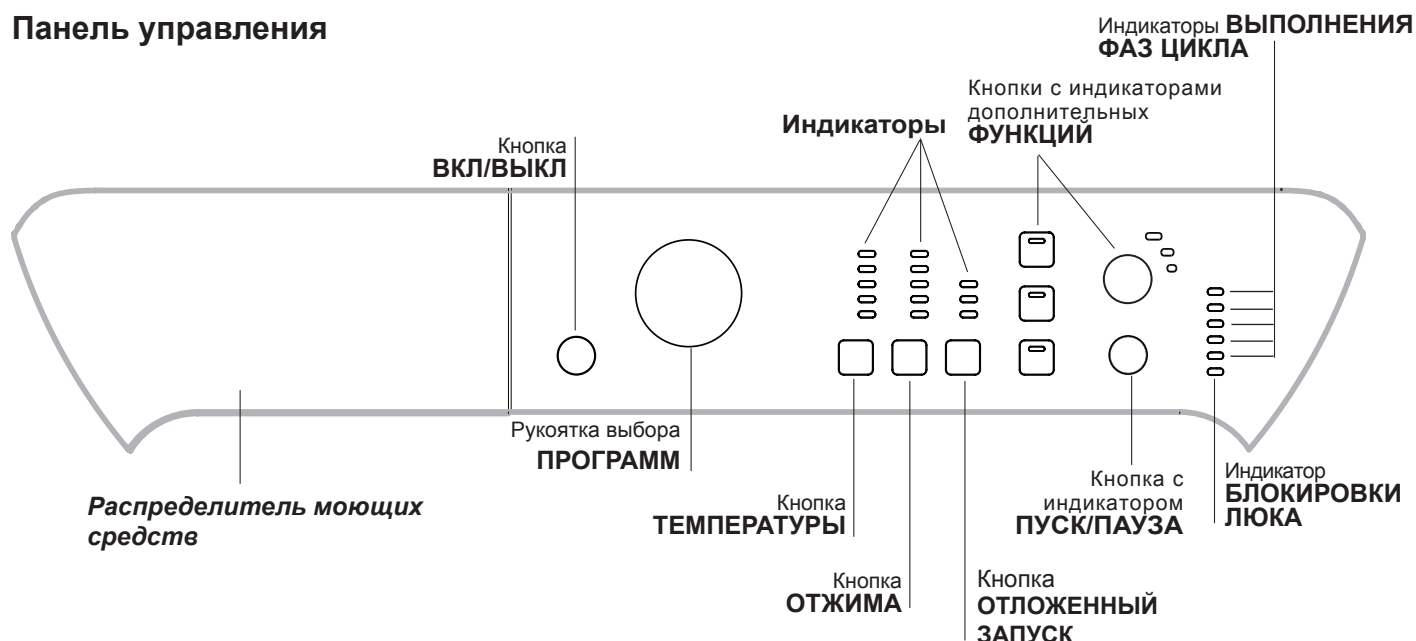 Панель управления
Индикаторы ВЫПОЛНЕНИЯ
ФАЗ ЦИКЛА
Кнопки с индикаторами
дополнительных
ФУНКЦИЙ
Индикаторы
Кнопка
ВКЛ/ВЫКЛ
Рукоятка выбора
ПРОГРАММ
Распределитель моющих
средств
Кнопка
ТЕМПЕРАТУРЫ
Кнопка с
индикатором
ПУСК/ПАУЗА
Индикатор
БЛОКИРОВКИ
ЛЮКА
Кнопка
ОТЖИМА
Кнопка
ОТЛОЖЕННЫЙ
ЗАПУСК